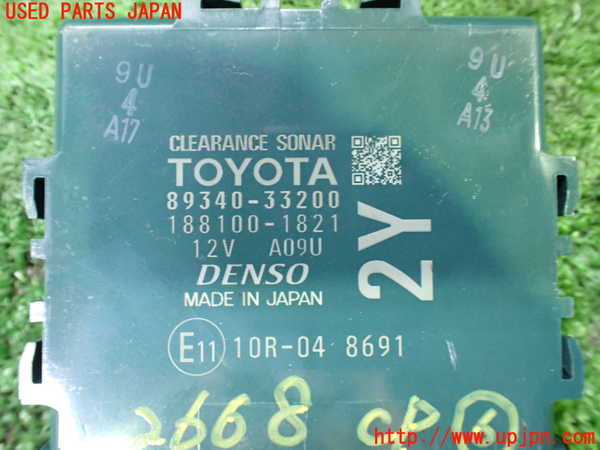 USED PARTS JAPAN
9U
4
A17
9U
4
A13
CLEARANCE SONAR
TOYOTA
89340-33200
188100-1821
12V A09U
DENSO
MADE IN JAPAN
2Y
E11 10R-04 8691
2668 CP
http://www.upjpn.com